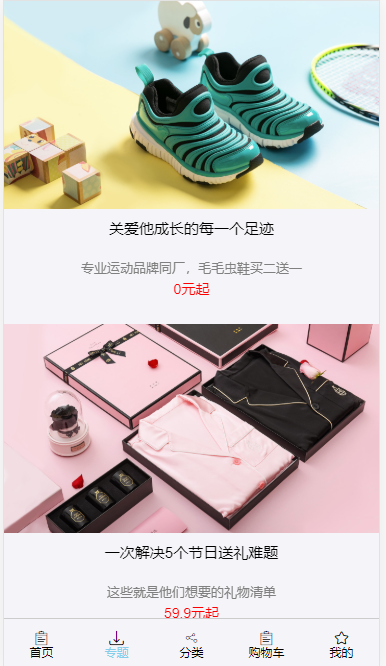 关爱他成长的每一个足迹
专业运动品牌同厂，毛毛虫鞋买二送一
0元起
一次解决5个节日送礼难题
这些就是他们想要的礼物清单
59.9元起
首页
专题
分类
购物车
我的